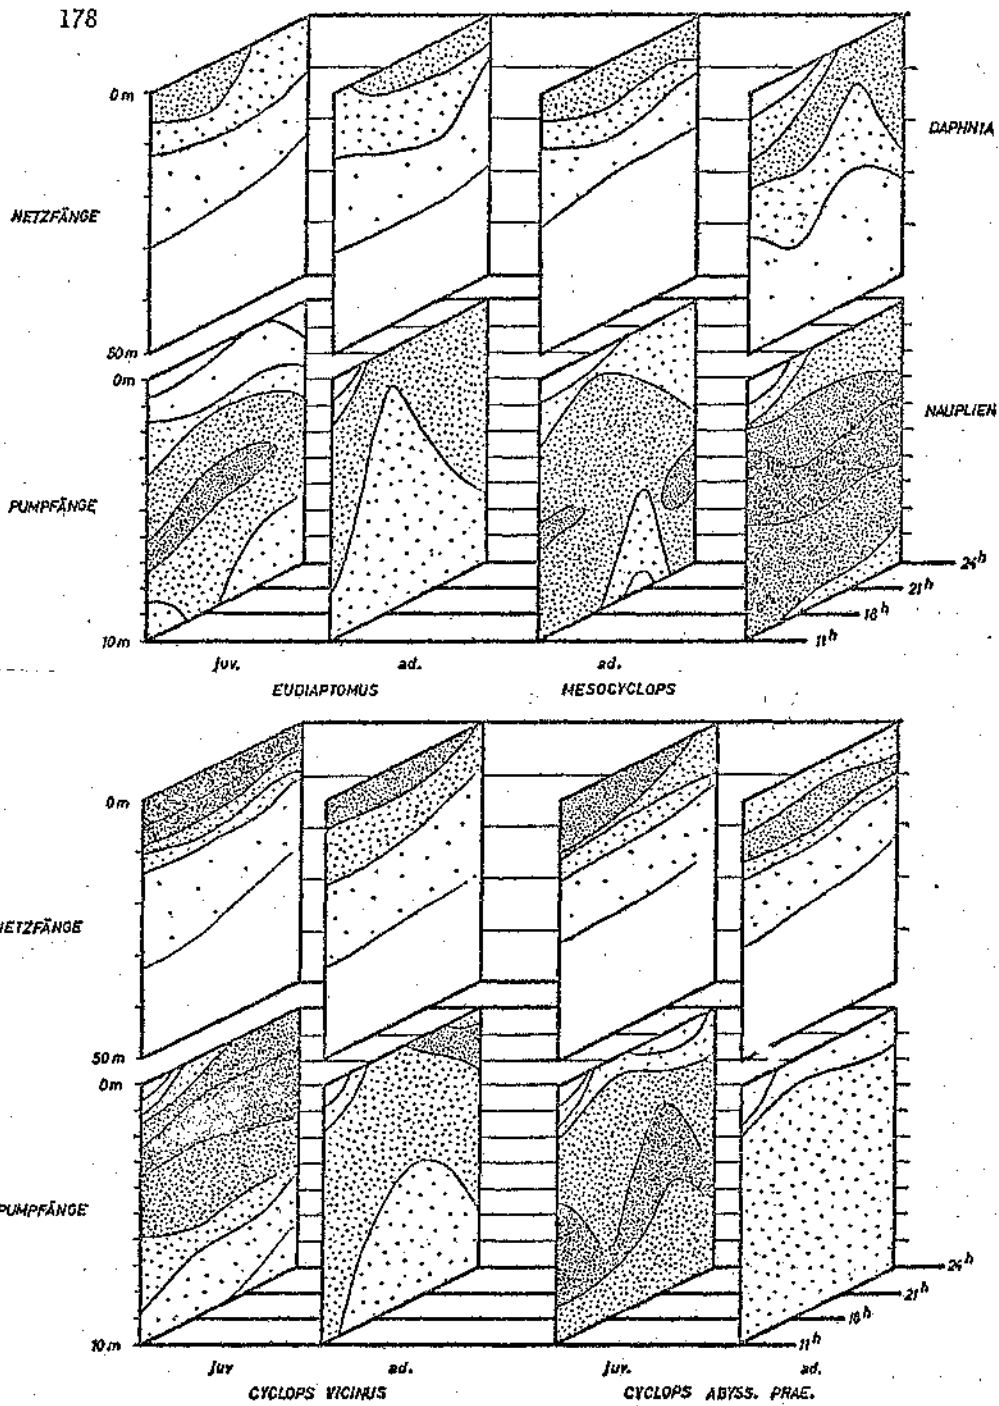 178
0m
DAPHNIA
NETZFÄNGE
50m
0m
NAUPLIEN
PUMPFÄNGE
24h
21h
18h
10m
11h
juv. ad. ad.
EUDIAPTOMUS MESOCYCLOPS
0m
NETZFÄNGE
50m
0m
PUMPFÄNGE
24h
21h
18h
10m
11h
juv ad. juv. ad.
CYCLOPS VICINUS CYCLOPS ABYSS. PRAE.